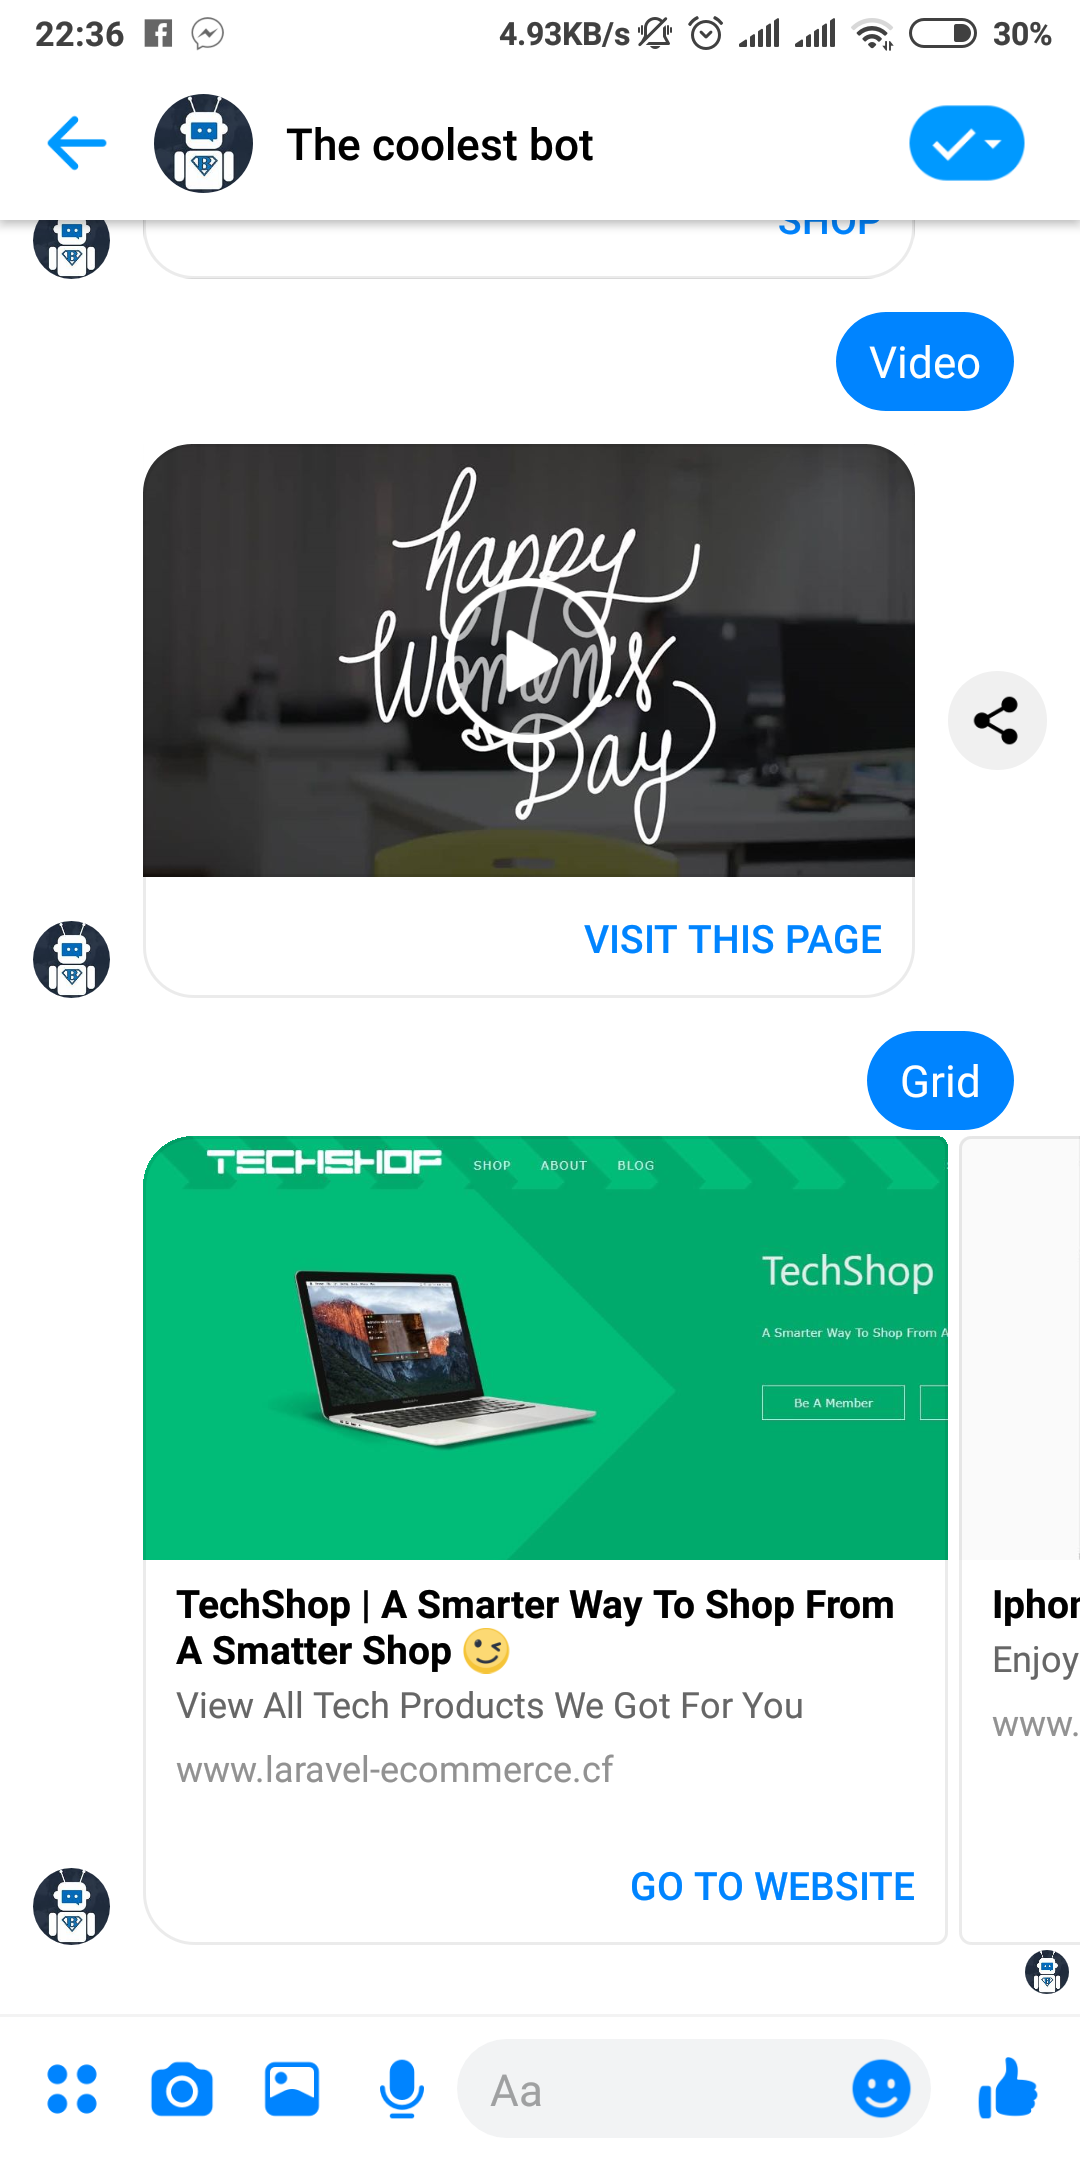 22:36 4.93KB/s 30%
The coolest bot
SHOP
Video
happy
Women's
Day
VISIT THIS PAGE
Grid
TECHSHOP SHOP ABOUT BLOG
TechShop
A Smarter Way To Shop From A
Be A Member
TechShop | A Smarter Way To Shop From
A Smatter Shop 😉
View All Tech Products We Got For You
www.laravel-ecommerce.cf
GO TO WEBSITE
Iphon
Enjoy
www.
Aa